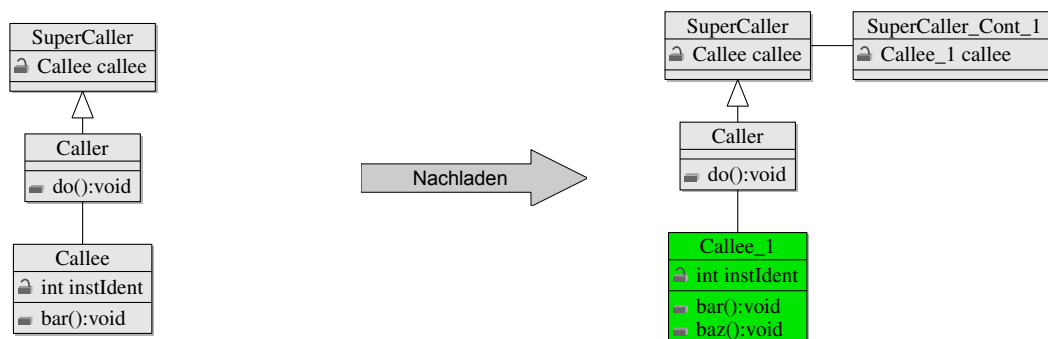 SuperCaller
Callee callee
Caller
do():void
Callee
int instIdent
bar():void
Nachladen
SuperCaller
Callee callee
SuperCaller_Cont_1
Callee_1 callee
Caller
do():void
Callee_1
int instIdent
bar():void
baz():void